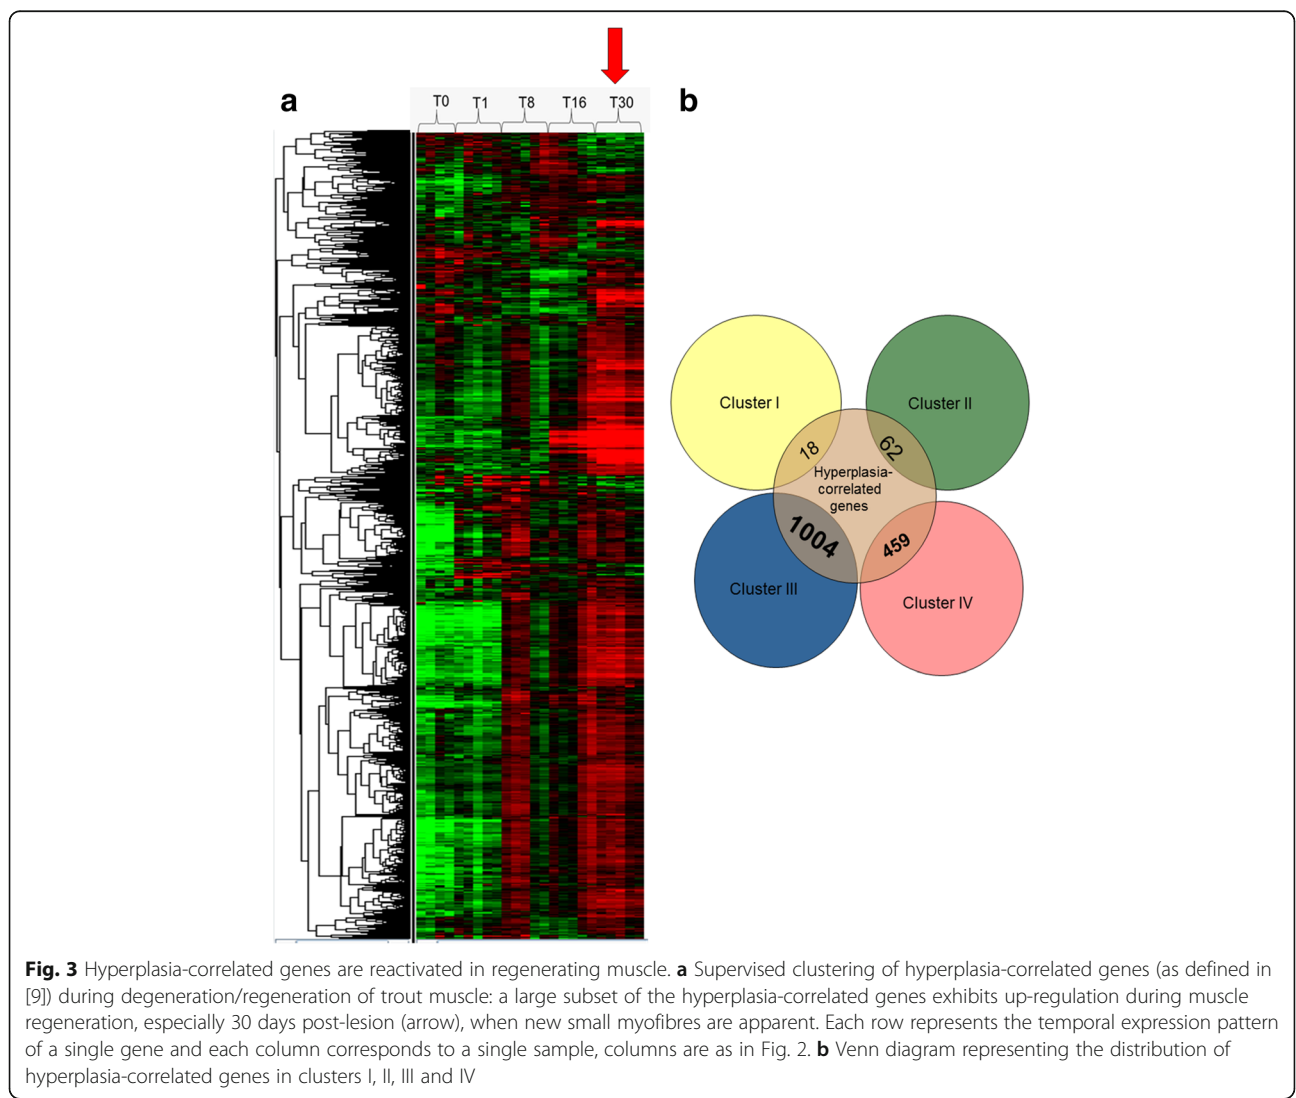 a
T0 T1 T8 T16 T30
b
Cluster I
Cluster II
18
62
Hyperplasia-
correlated
genes
1004
459
Cluster III
Cluster IV
Fig. 3 Hyperplasia-correlated genes are reactivated in regenerating muscle. a Supervised clustering of hyperplasia-correlated genes (as defined in
[9]) during degeneration/regeneration of trout muscle: a large subset of the hyperplasia-correlated genes exhibits up-regulation during muscle
regeneration, especially 30 days post-lesion (arrow), when new small myofibres are apparent. Each row represents the temporal expression pattern
of a single gene and each column corresponds to a single sample, columns are as in Fig. 2. b Venn diagram representing the distribution of
hyperplasia-correlated genes in clusters I, II, III and IV